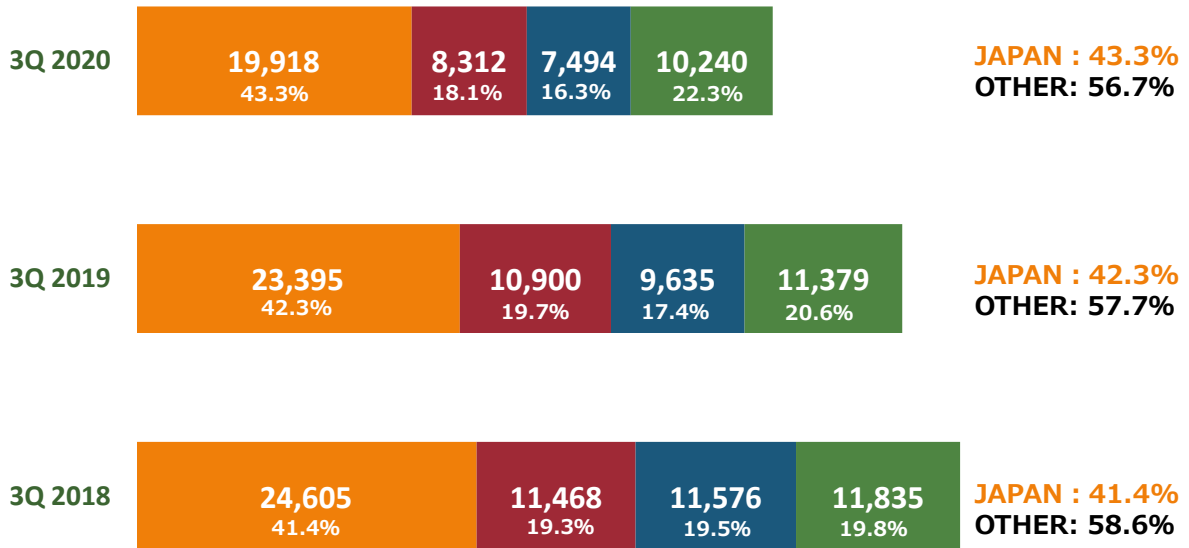 3Q 2020
19,918 8,312 7,494 10,240
43.3% 18.1% 16.3% 22.3%
JAPAN : 43.3%
OTHER: 56.7%
3Q 2019
23,395 10,900 9,635 11,379
42.3% 19.7% 17.4% 20.6%
JAPAN : 42.3%
OTHER: 57.7%
3Q 2018
24,605 11,468 11,576 11,835
41.4% 19.3% 19.5% 19.8%
JAPAN : 41.4%
OTHER: 58.6%